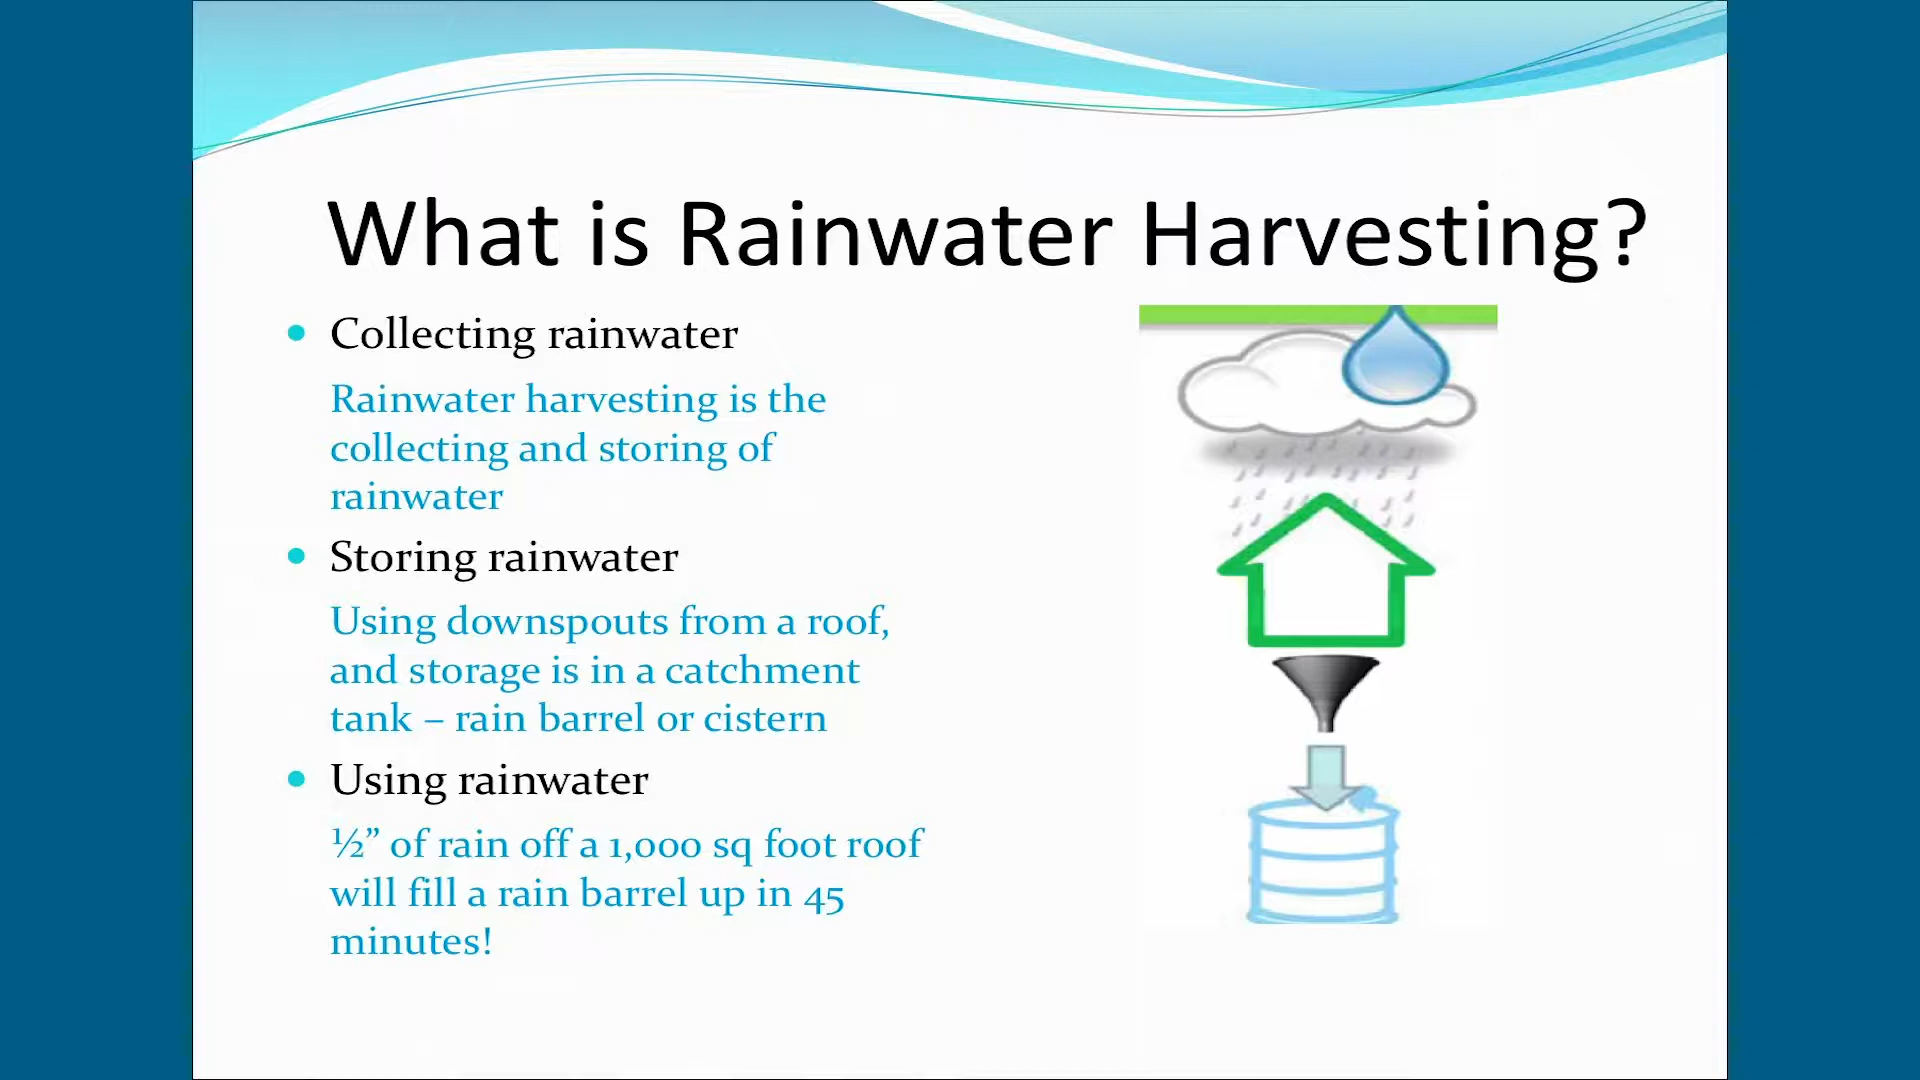 What is Rainwater Harvesting?
• Collecting rainwater
Rainwater harvesting is the
collecting and storing of
rainwater
• Storing rainwater
Using downspouts from a roof,
and storage is in a catchment
tank – rain barrel or cistern
• Using rainwater
½” of rain off a 1,000 sq foot roof
will fill a rain barrel up in 45
minutes!